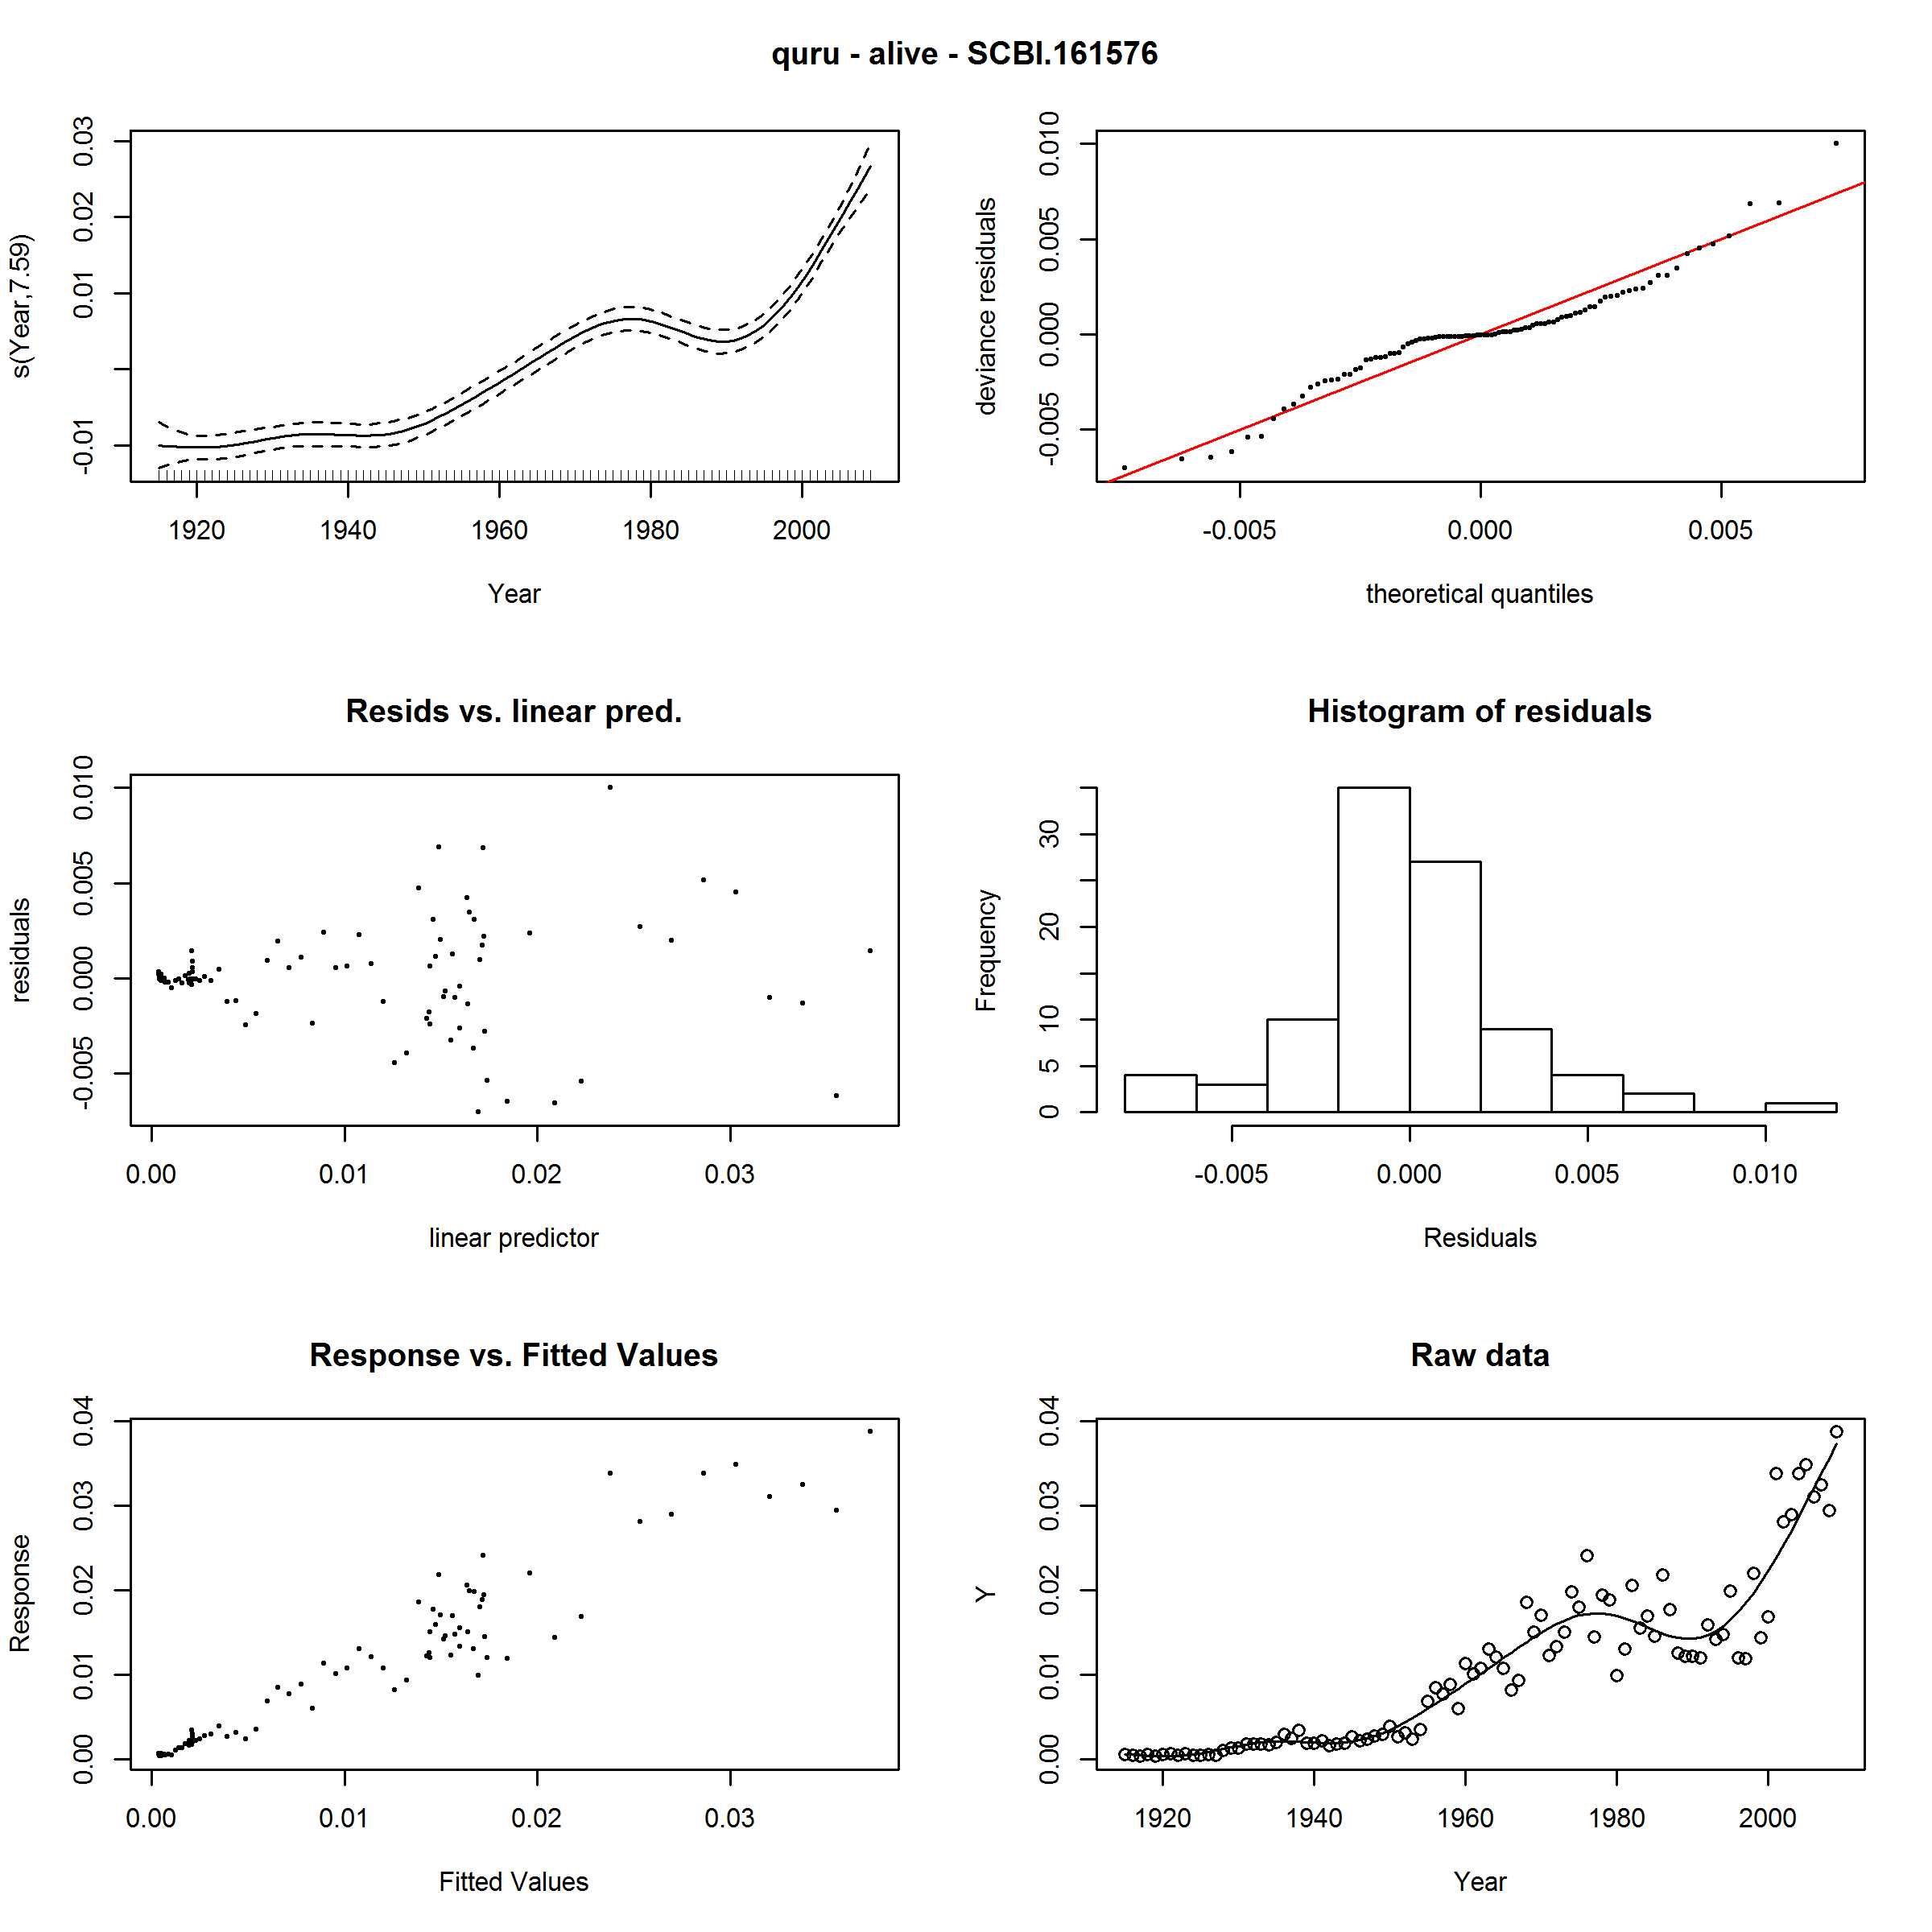 quru - alive - SCBI.161576
s(Year,7.59)
-0.01
0.01
0.02
0.03
1920 1940 1960 1980 2000
Year
deviance residuals
-0.005
0.000
0.005
0.010
-0.005 0.000 0.005
theoretical quantiles
Resids vs. linear pred.
residuals
-0.005
0.000
0.005
0.010
0.00 0.01 0.02 0.03
linear predictor
Histogram of residuals
Frequency
0
5
10
20
30
-0.005 0.000 0.005 0.010
Residuals
Response vs. Fitted Values
Response
0.00
0.01
0.02
0.03
0.04
0.00 0.01 0.02 0.03
Fitted Values
Raw data
Y
0.00
0.01
0.02
0.03
0.04
1920 1940 1960 1980 2000
Year